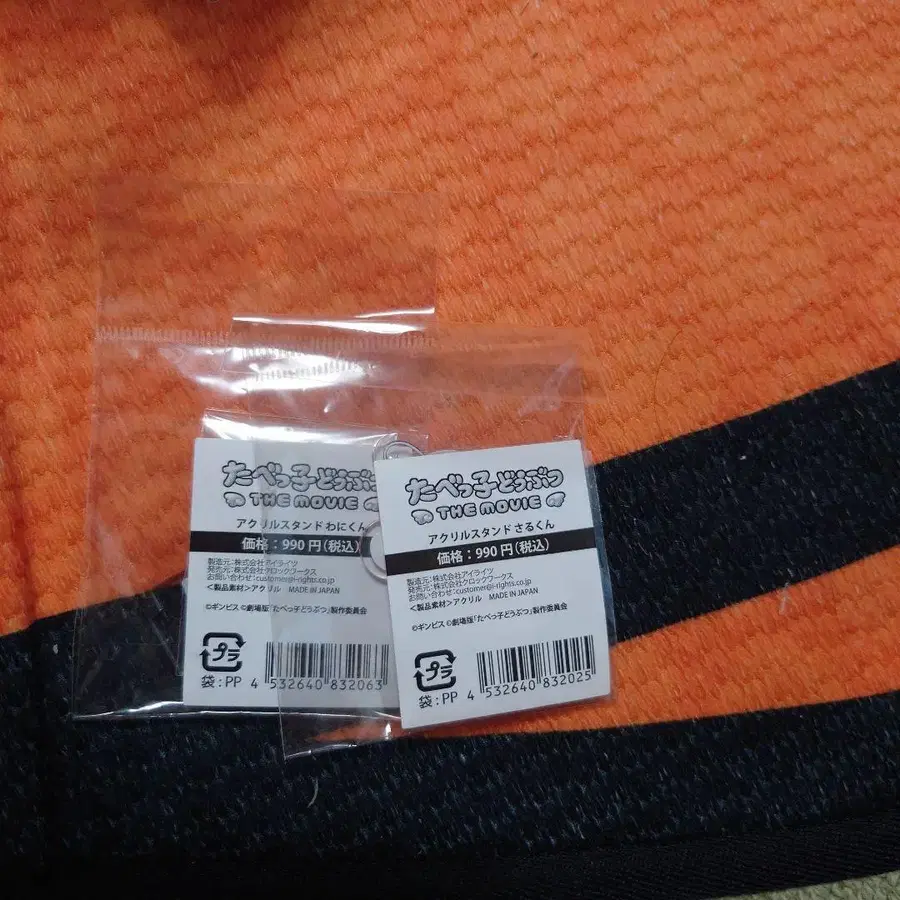 たべっ子どうぶつ
THE MOVIE
アクリルスタンド わにくん
価格：990円(税込)
製造元：株式会社アイライツ
発売元：株式会社クロックワークス
お問い合わせ：customer@i-rights.co.jp
＜製品素材＞アクリル MADE IN JAPAN
©ギンビス ©劇場版「たべっ子どうぶつ」製作委員会
プラ
袋：PP
4 532640 832063
たべっ子どうぶつ
THE MOVIE
アクリルスタンド さるくん
価格：990円(税込)
製造元：株式会社アイライツ
発売元：株式会社クロックワークス
お問い合わせ：customer@i-rights.co.jp
＜製品素材＞アクリル MADE IN JAPAN
©ギンビス ©劇場版「たべっ子どうぶつ」製作委員会
プラ
袋：PP
4 532640 832025